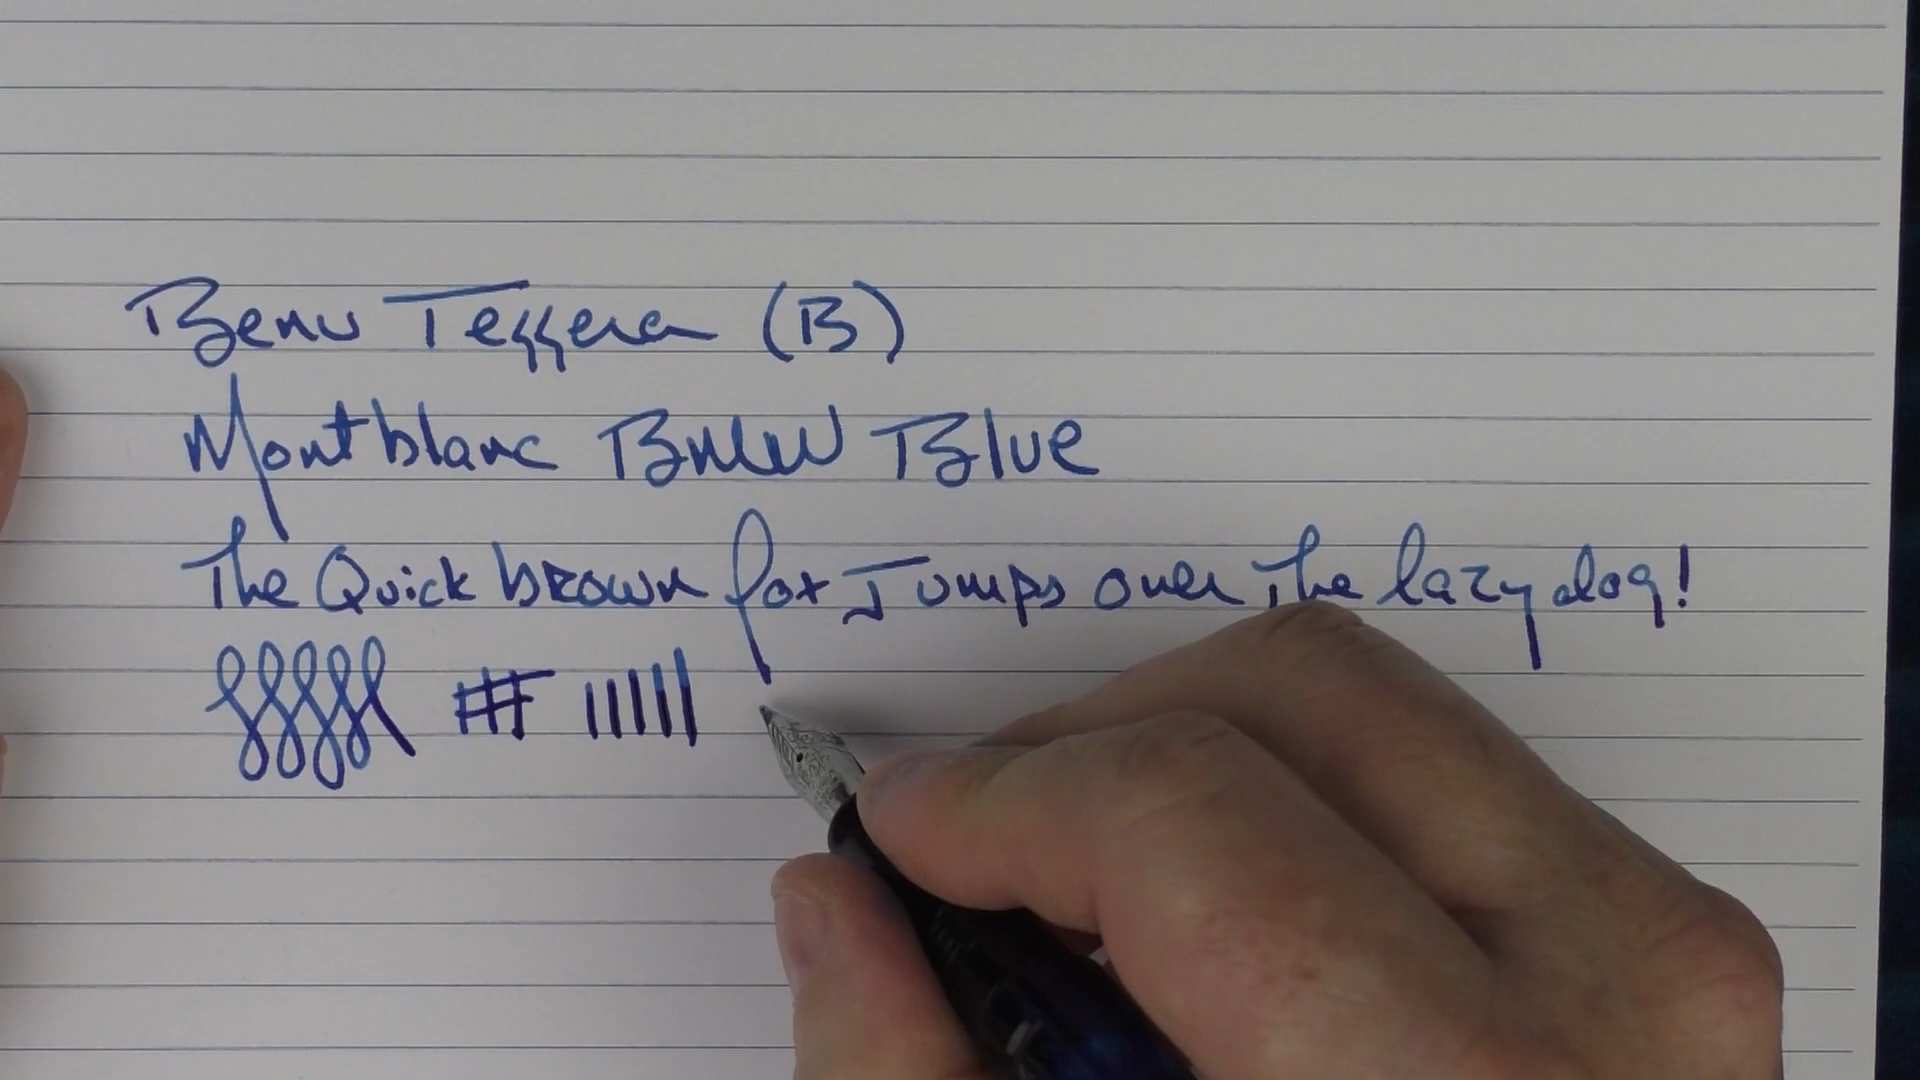 Benu Tessera (B)
Montblanc BMW Blue
The Quick brown fox Jumps over The lazy dog!